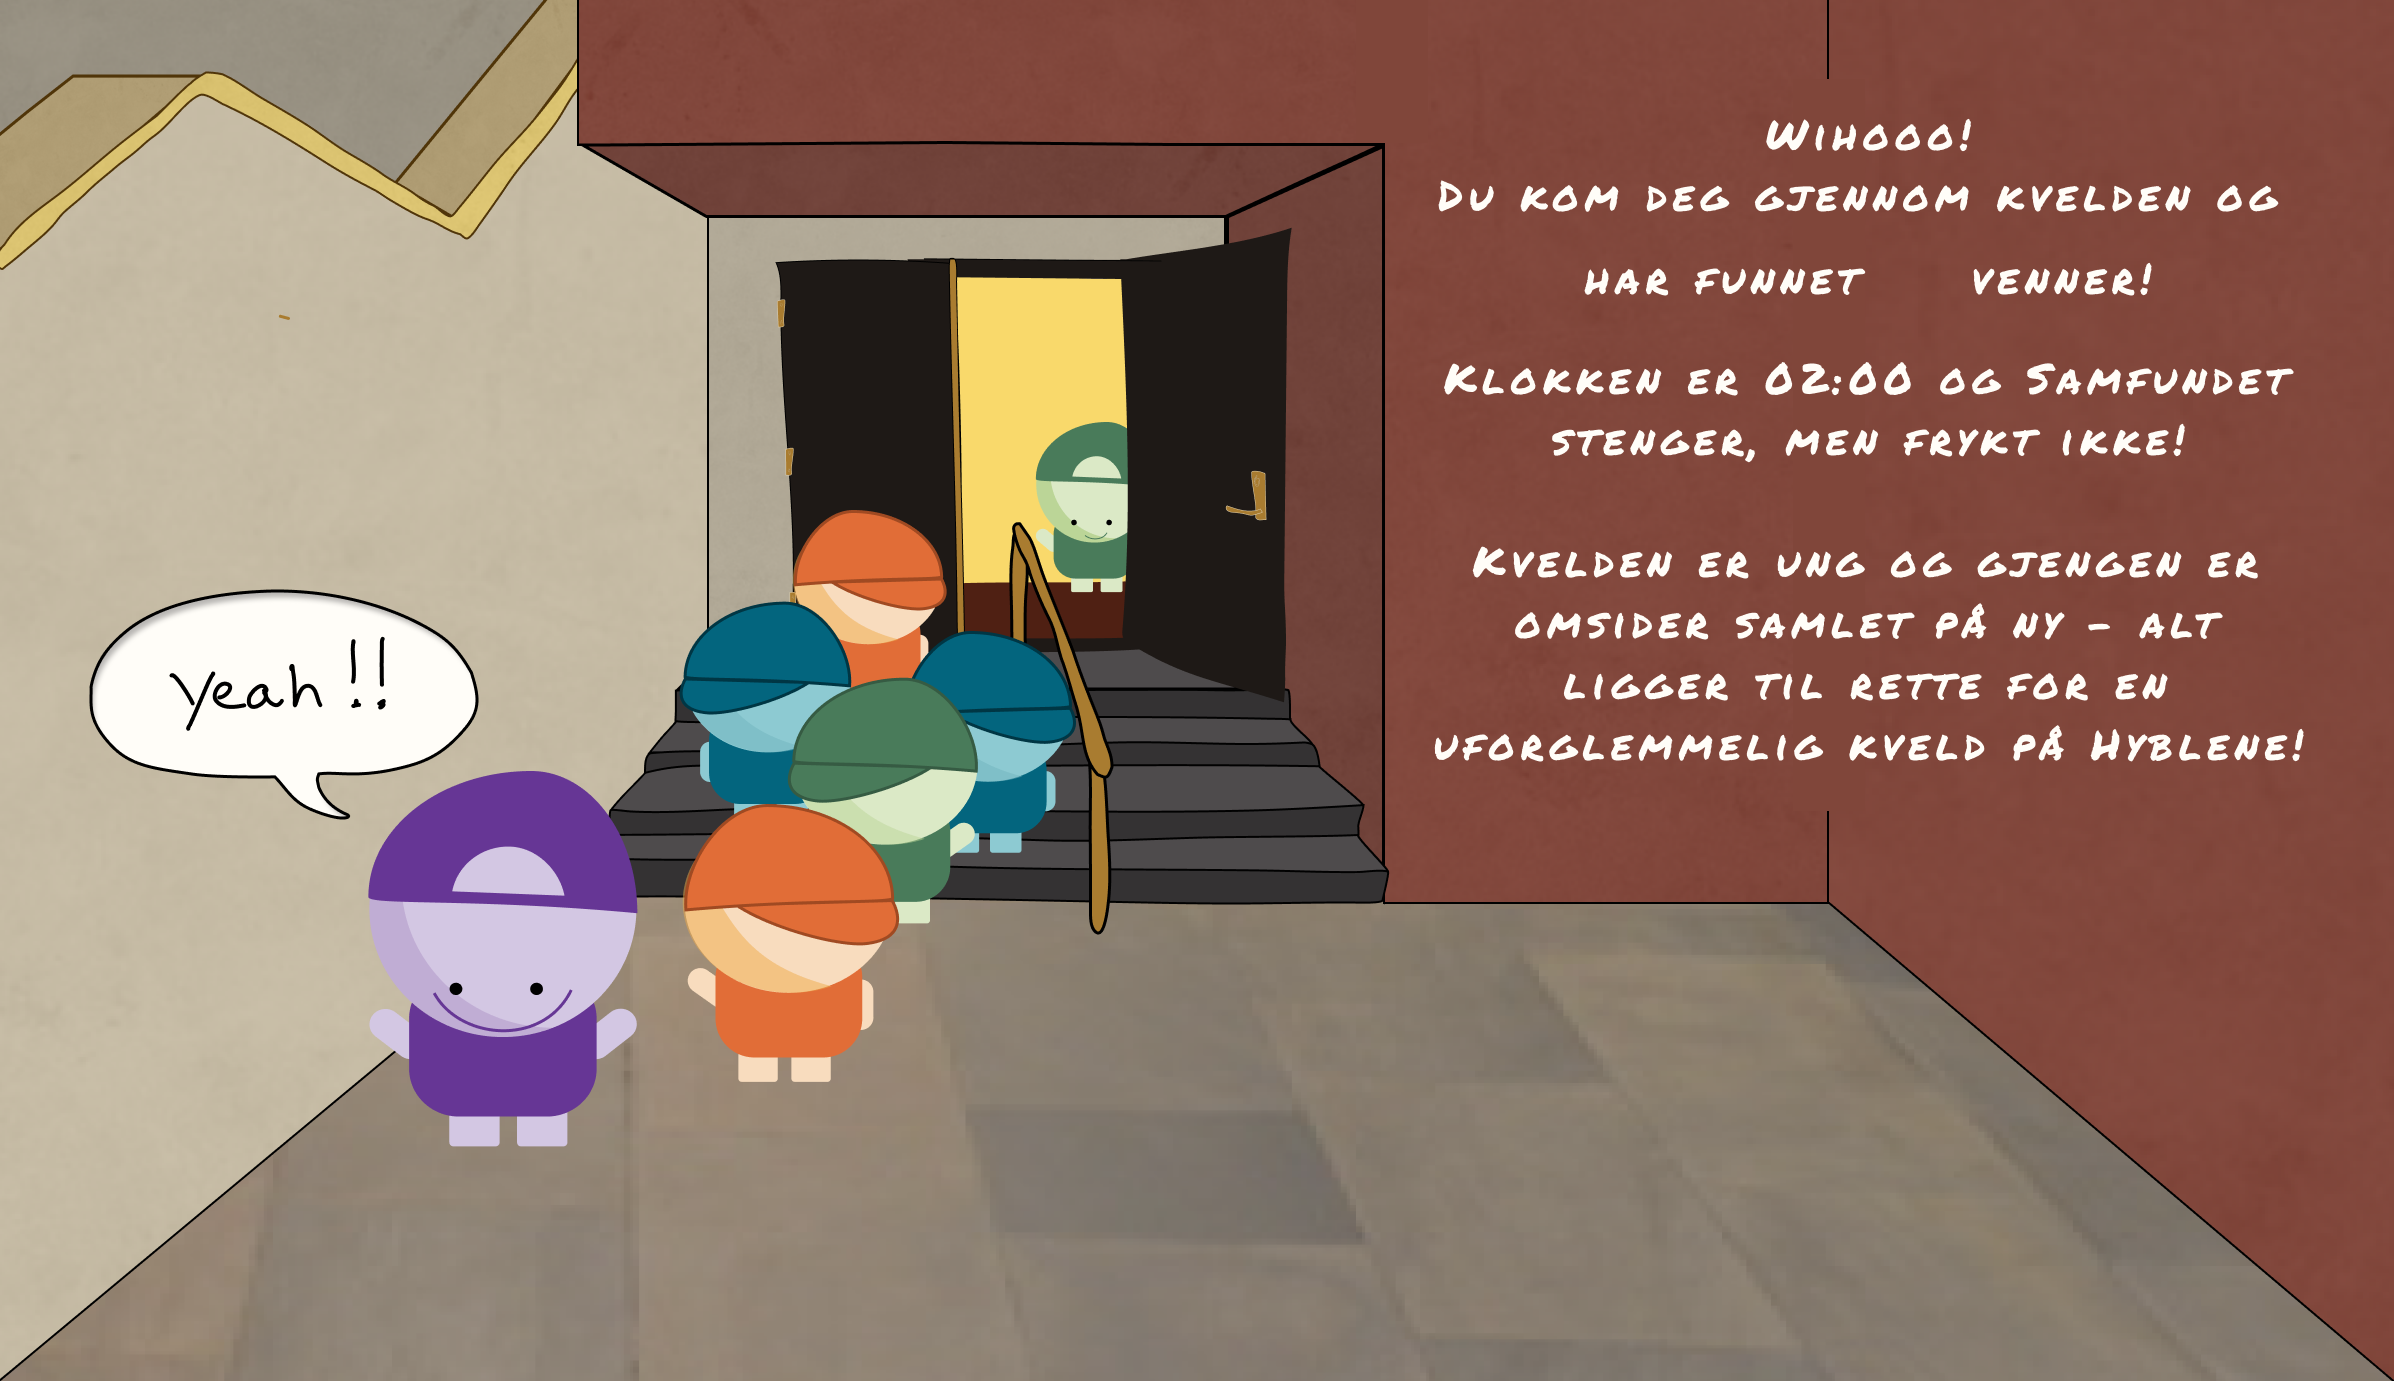 Wihooo!
Du kom deg gjennom kvelden og
har funnet venner!
Klokken er 02:00 og Samfundet
stenger, men frykt ikke!
Kvelden er ung og gjengen er
omsider samlet på ny - alt
ligger til rette for en
uforglemmelig kveld på Hyblene!
yeah!!